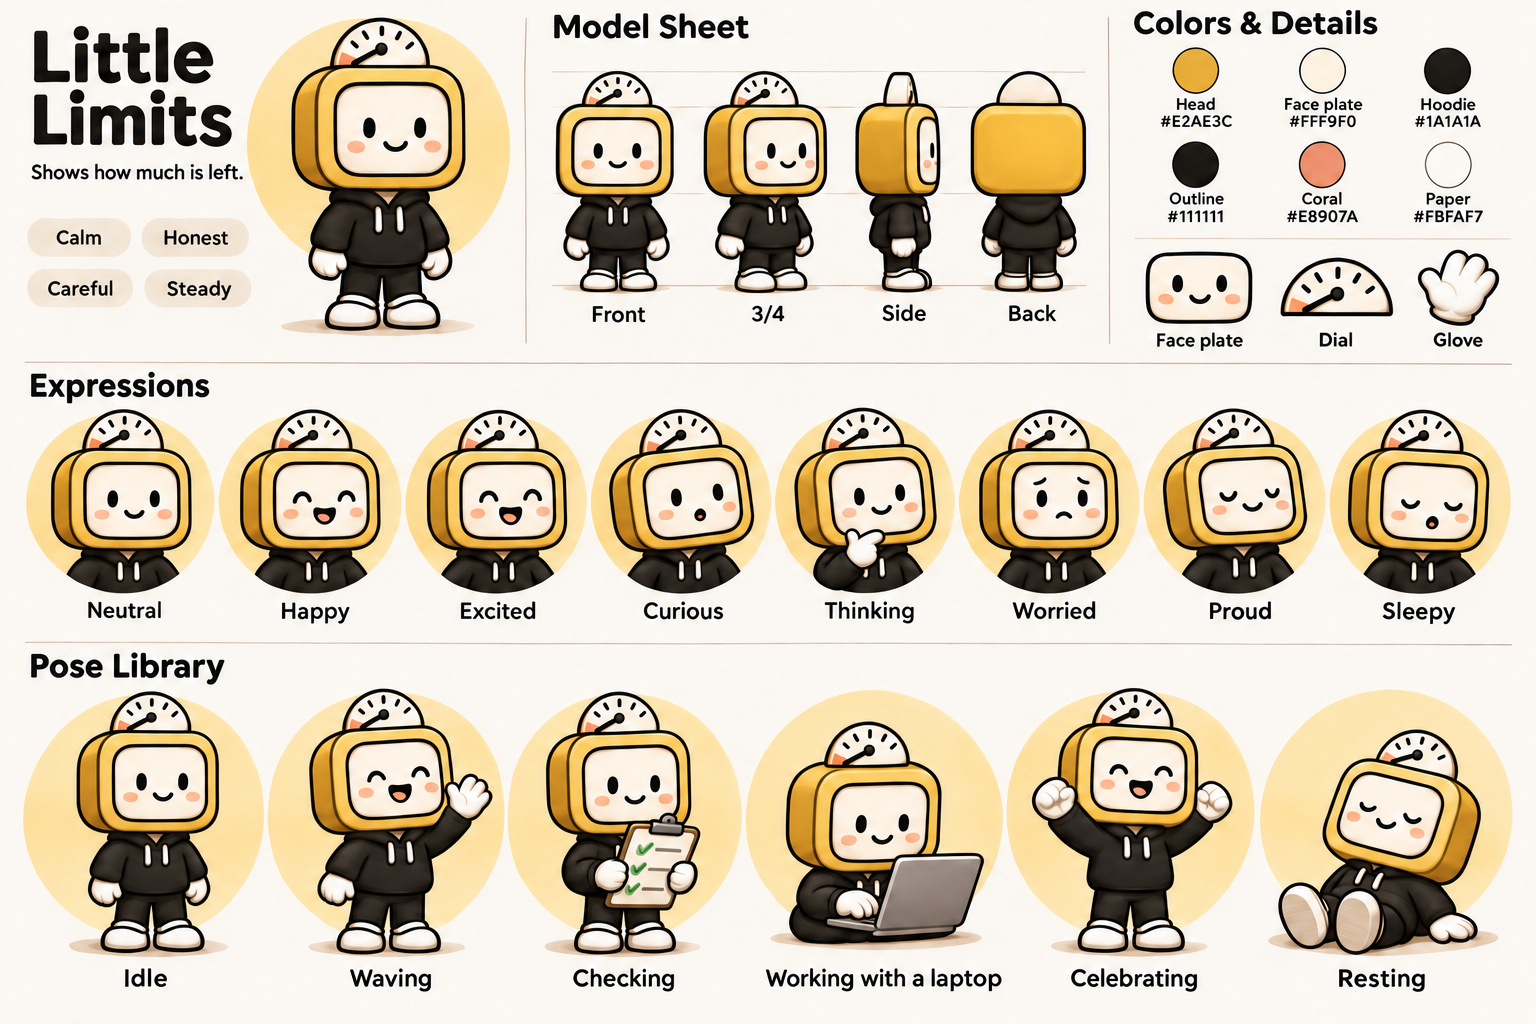 Little
Limits
Shows how much is left.
Calm
Honest
Careful
Steady
Model Sheet
Front
3/4
Side
Back
Colors & Details
Head
#E2AE3C
Face plate
#FFF9F0
Hoodie
#1A1A1A
Outline
#111111
Coral
#E8907A
Paper
#FBFAF7
Face plate
Dial
Glove
Expressions
Neutral
Happy
Excited
Curious
Thinking
Worried
Proud
Sleepy
Pose Library
Idle
Waving
Checking
Working with a laptop
Celebrating
Resting